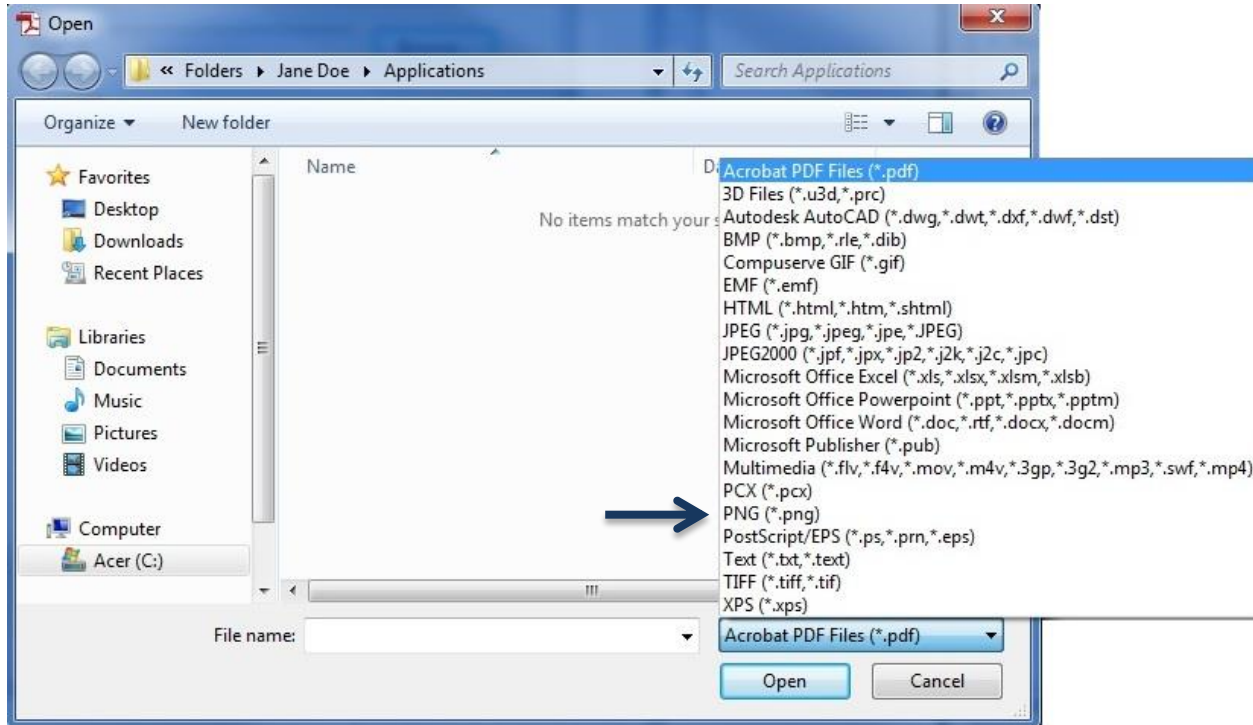 Open
« Folders ▸ Jane Doe ▸ Applications
Search Applications
Organize
New folder
Favorites
Desktop
Downloads
Recent Places
Libraries
Documents
Music
Pictures
Videos
Computer
Acer (C:)
Name
No items match your
Acrobat PDF Files (*.pdf)
3D Files (*.u3d,*.prc)
Autodesk AutoCAD (*.dwg,*.dwt,*.dxf,*.dwf,*.dst)
BMP (*.bmp,*.rle,*.dib)
Compuserve GIF (*.gif)
EMF (*.emf)
HTML (*.html,*.htm,*.shtml)
JPEG (*.jpg,*.jpeg,*.jpe,*.JPEG)
JPEG2000 (*.jpf,*.jpx,*.jp2,*.j2k,*.j2c,*.jpc)
Microsoft Office Excel (*.xls,*.xlsx,*.xlsm,*.xlsb)
Microsoft Office Powerpoint (*.ppt,*.pptx,*.pptm)
Microsoft Office Word (*.doc,*.rtf,*.docx,*.docm)
Microsoft Publisher (*.pub)
Multimedia (*.flv,*.f4v,*.mov,*.m4v,*.3gp,*.3g2,*.mp3,*.swf,*.mp4)
PCX (*.pcx)
PNG (*.png)
PostScript/EPS (*.ps,*.prn,*.eps)
Text (*.txt,*.text)
TIFF (*.tiff,*.tif)
XPS (*.xps)
File name:
Acrobat PDF Files (*.pdf)
Open
Cancel